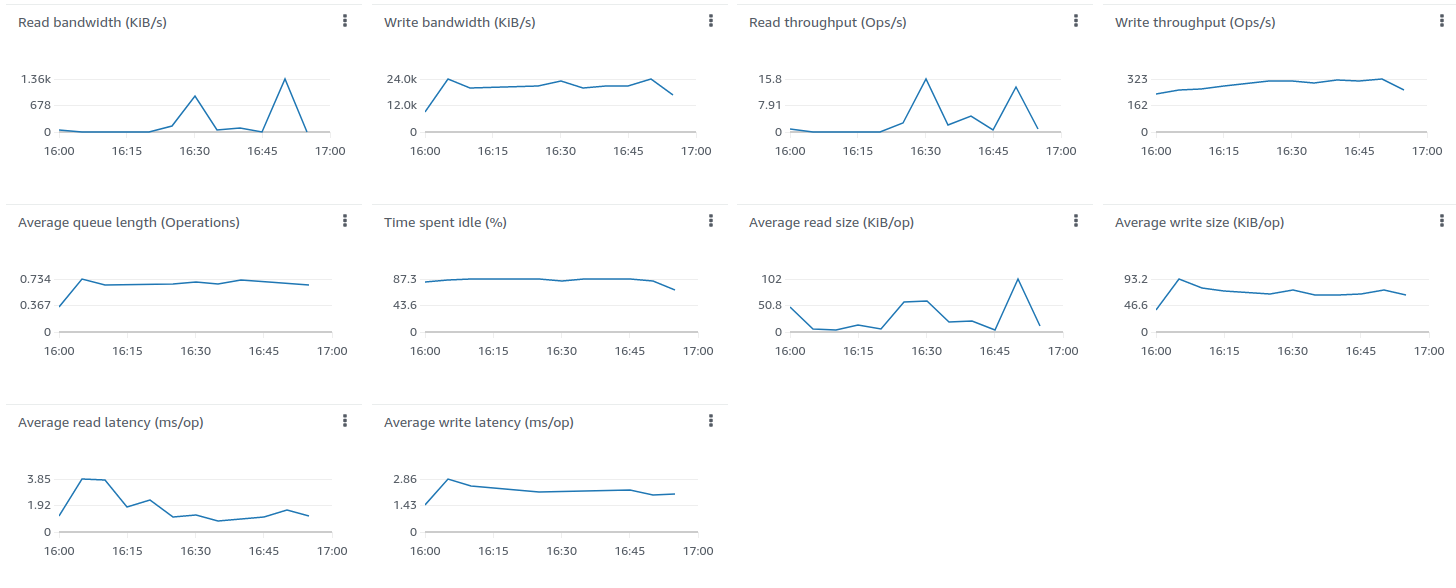 Read bandwidth (KiB/s)
Write bandwidth (KiB/s)
Read throughput (Ops/s)
Write throughput (Ops/s)
1.36k
678
0
16:00 16:15 16:30 16:45 17:00
24.0k
12.0k
0
16:00 16:15 16:30 16:45 17:00
15.8
7.91
0
16:00 16:15 16:30 16:45 17:00
323
162
0
16:00 16:15 16:30 16:45 17:00
Average queue length (Operations)
Time spent idle (%)
Average read size (KiB/op)
Average write size (KiB/op)
0.734
0.367
0
16:00 16:15 16:30 16:45 17:00
87.3
43.6
0
16:00 16:15 16:30 16:45 17:00
102
50.8
0
16:00 16:15 16:30 16:45 17:00
93.2
46.6
0
16:00 16:15 16:30 16:45 17:00
Average read latency (ms/op)
Average write latency (ms/op)
3.85
1.92
0
16:00 16:15 16:30 16:45 17:00
2.86
1.43
0
16:00 16:15 16:30 16:45 17:00